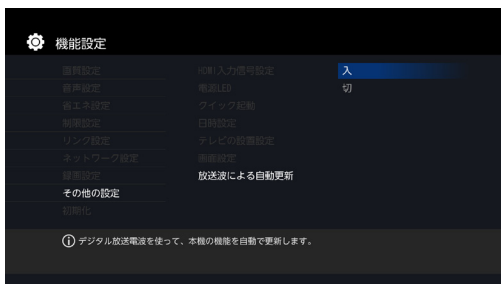 機能設定
画質設定
音声設定
省エネ設定
制限設定
リンク設定
ネットワーク設定
録画設定
その他の設定
初期化
HDMI入力信号設定
電源LED
クイック起動
日時設定
テレビの設置設定
画面設定
放送波による自動更新
入
切
デジタル放送電波を使って、本機の機能を自動で更新します。